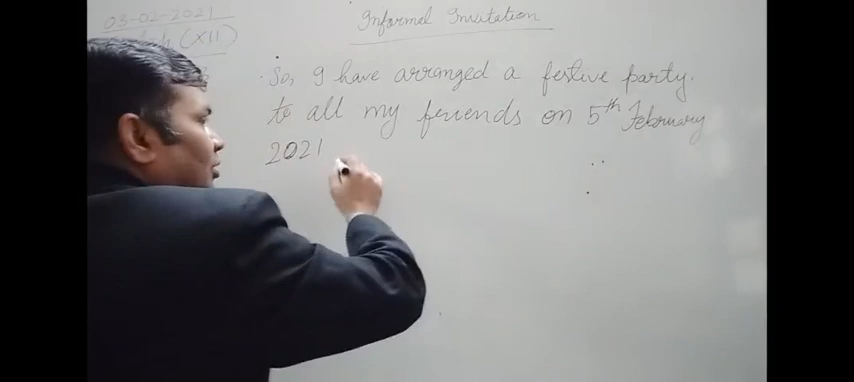 03-02-2021
Informal Invitation
(XII)
So, I have arranged a festive party.
to all my friends on 5th February
2021